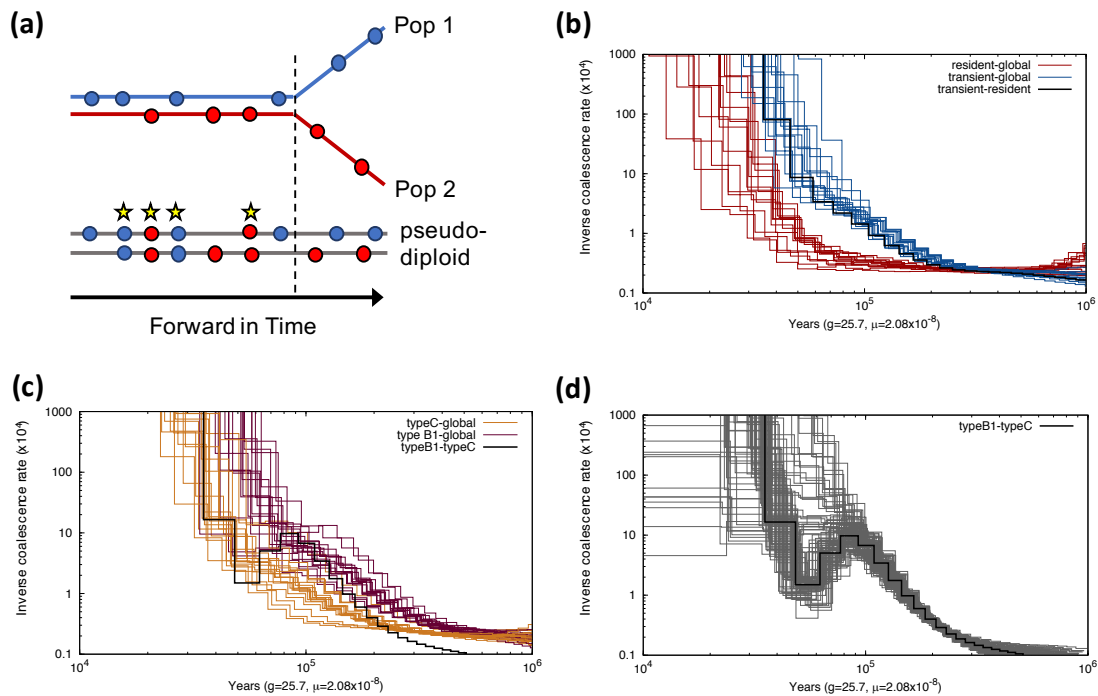 (a)
Pop 1
Pop 2
pseudo-
diploid
Forward in Time
(b)
Inverse coalescence rate (x10⁴)
1000
100
10
1
0.1
resident-global
transient-global
transient-resident
10⁴
10⁵
10⁶
Years (g=25.7, μ=2.08x10⁻⁸)
(c)
Inverse coalescence rate (x10⁴)
1000
100
10
1
0.1
typeC-global
type B1-global
typeB1-typeC
10⁴
10⁵
10⁶
Years (g=25.7, μ=2.08x10⁻⁸)
(d)
Inverse coalescence rate (x10⁴)
1000
100
10
1
0.1
typeB1-typeC
10⁴
10⁵
10⁶
Years (g=25.7, μ=2.08x10⁻⁸)